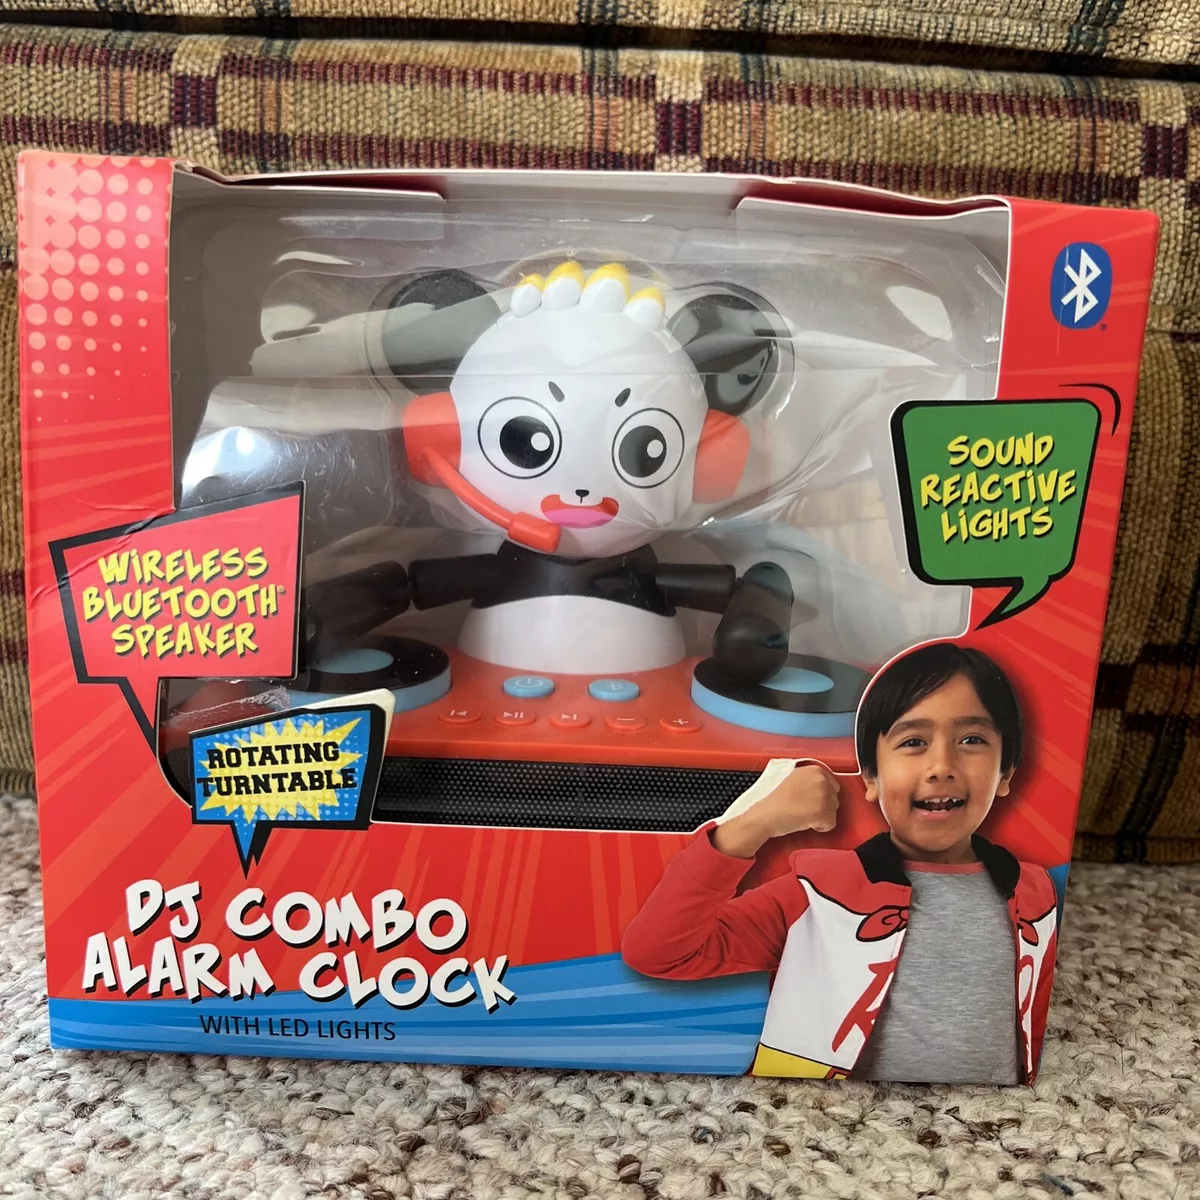 SOUND
REACTIVE
LIGHTS
WIRELESS
BLUETOOTH®
SPEAKER
ROTATING
TURNTABLE
DJ COMBO
ALARM CLOCK
WITH LED LIGHTS